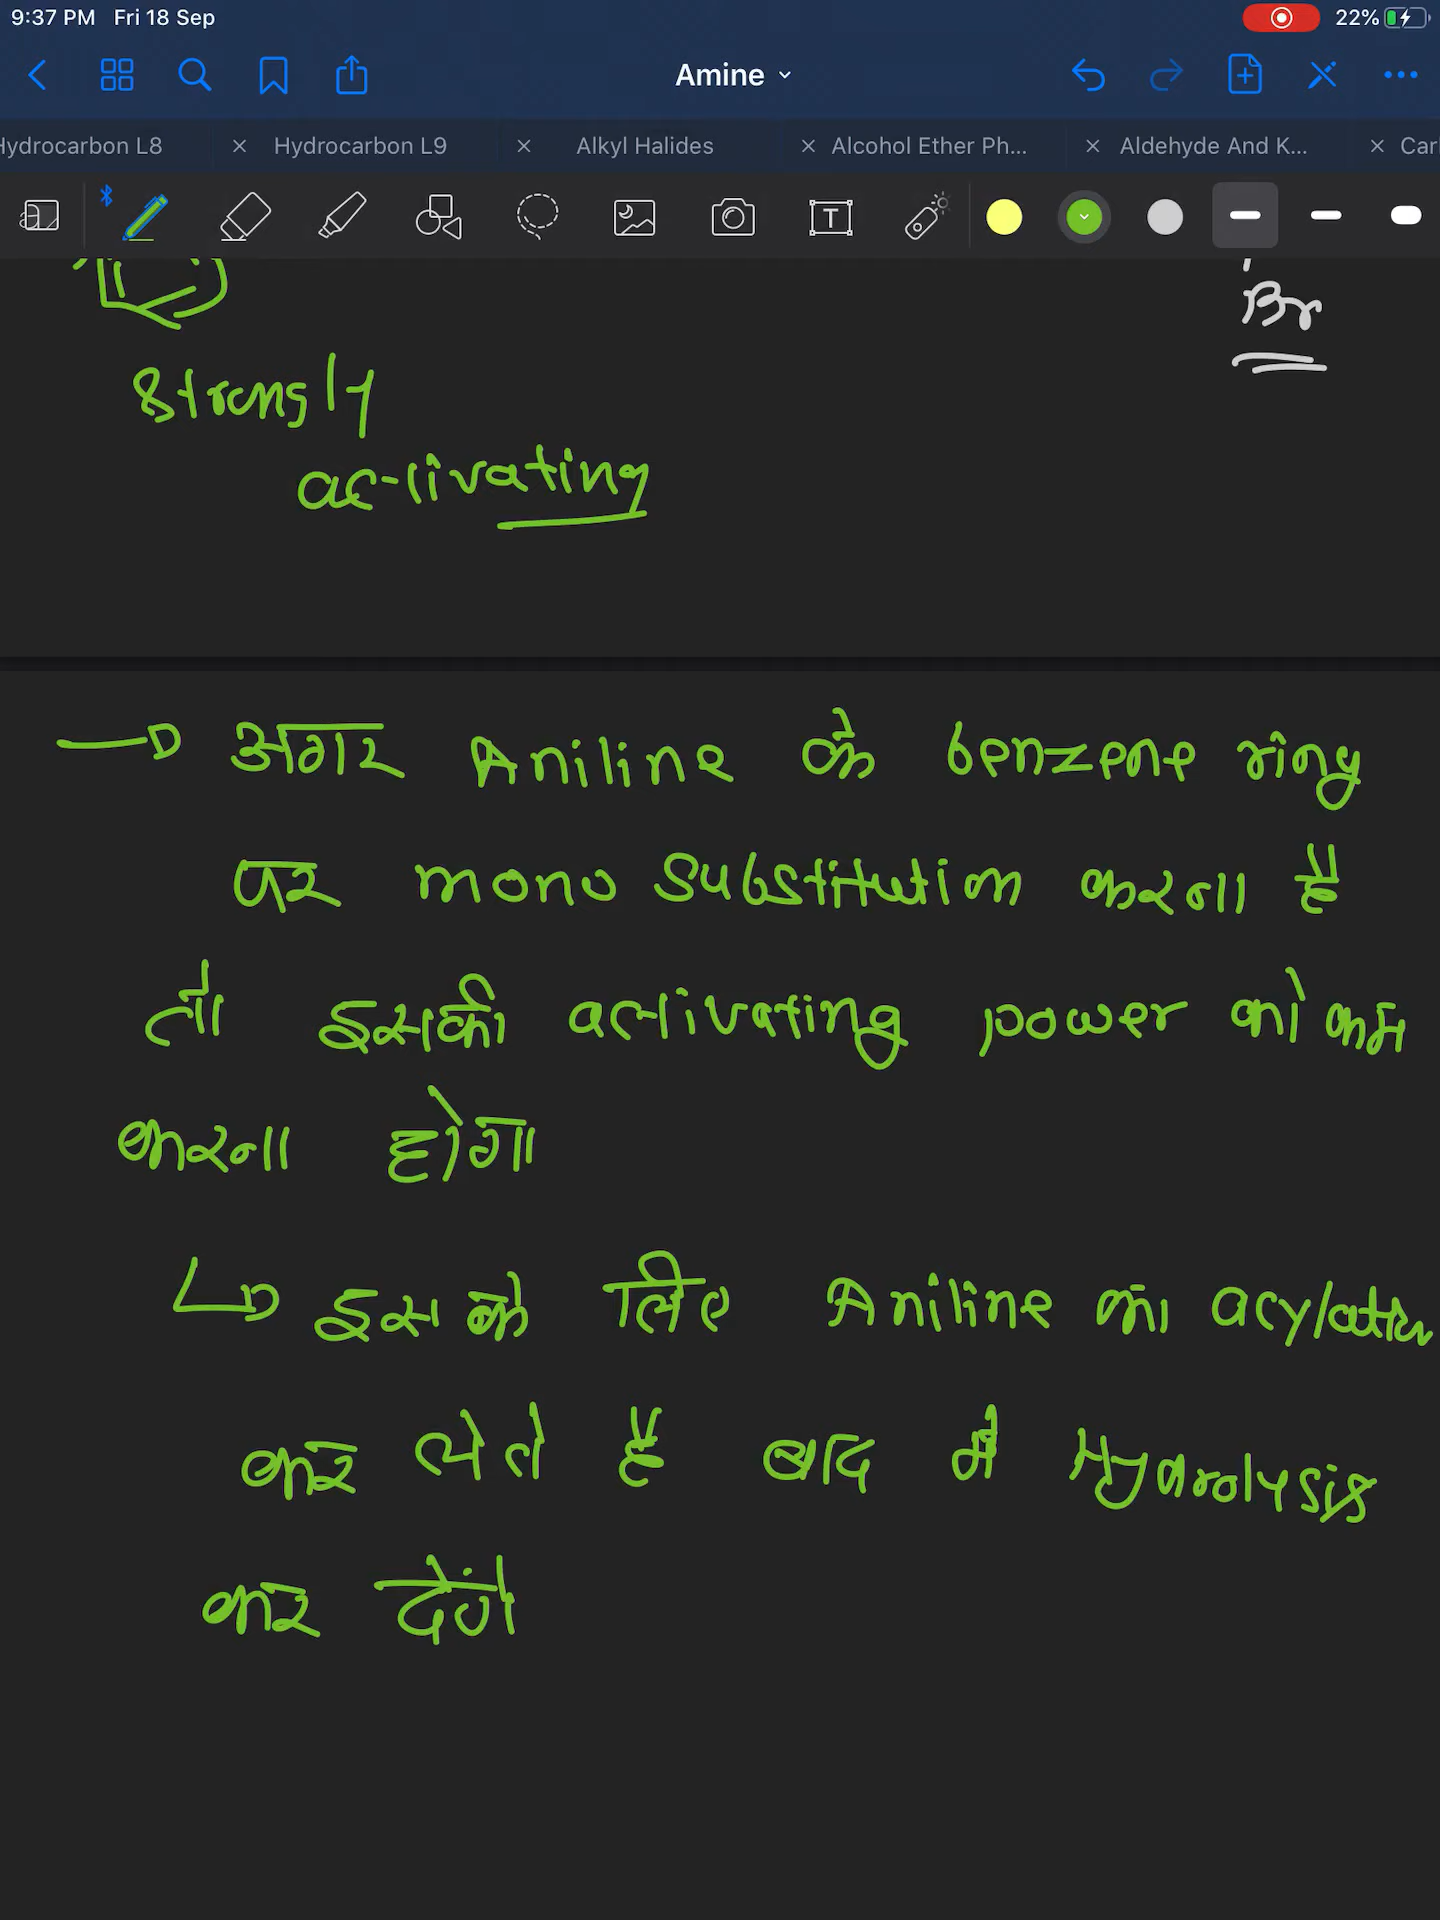 9:37 PM Fri 18 Sep 22%
Amine
Hydrocarbon L8 × Hydrocarbon L9 × Alkyl Halides × Alcohol Ether Ph... × Aldehyde And K... × Car
T
Br
Strongly
activating
अगर Aniline के benzene ring
पर mono substitution करना है
तो इसकी activating power को कम
करना होगा
इस के लिए Aniline का acylation
कर लेते हैं बाद में Hydrolysis
कर देंगे